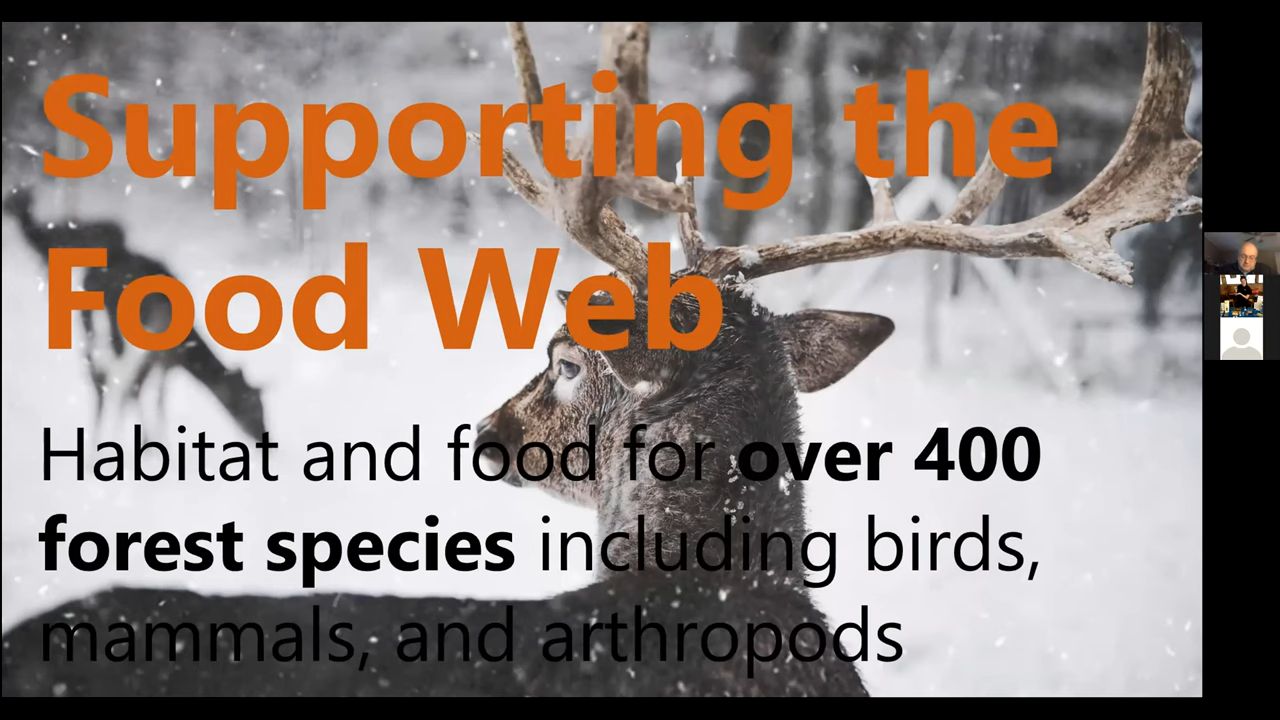 Supporting the
Food Web
Habitat and food for over 400
forest species including birds,
mammals, and arthropods